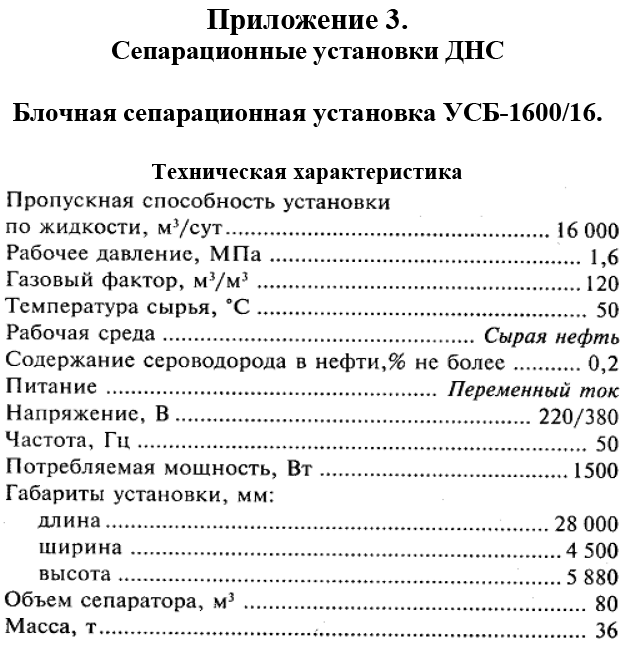 Приложение 3.
Сепарационные установки ДНС
Блочная сепарационная установка УСБ-1600/16.
Техническая характеристика
Пропускная способность установки
по жидкости, м³/сут........................................ 16 000
Рабочее давление, МПа ........................................ 1,6
Газовый фактор, м³/м³ ........................................ 120
Температура сырья, °С ........................................ 50
Рабочая среда ........................................ Сырая нефть
Содержание сероводорода в нефти,% не более ........... 0,2
Питание ........................................ Переменный ток
Напряжение, В ........................................ 220/380
Частота, Гц ........................................ 50
Потребляемая мощность, Вт ........................................ 1500
Габариты установки, мм:
длина ........................................ 28 000
ширина ........................................ 4 500
высота ........................................ 5 880
Объем сепаратора, м³ ........................................ 80
Масса, т........................................ 36